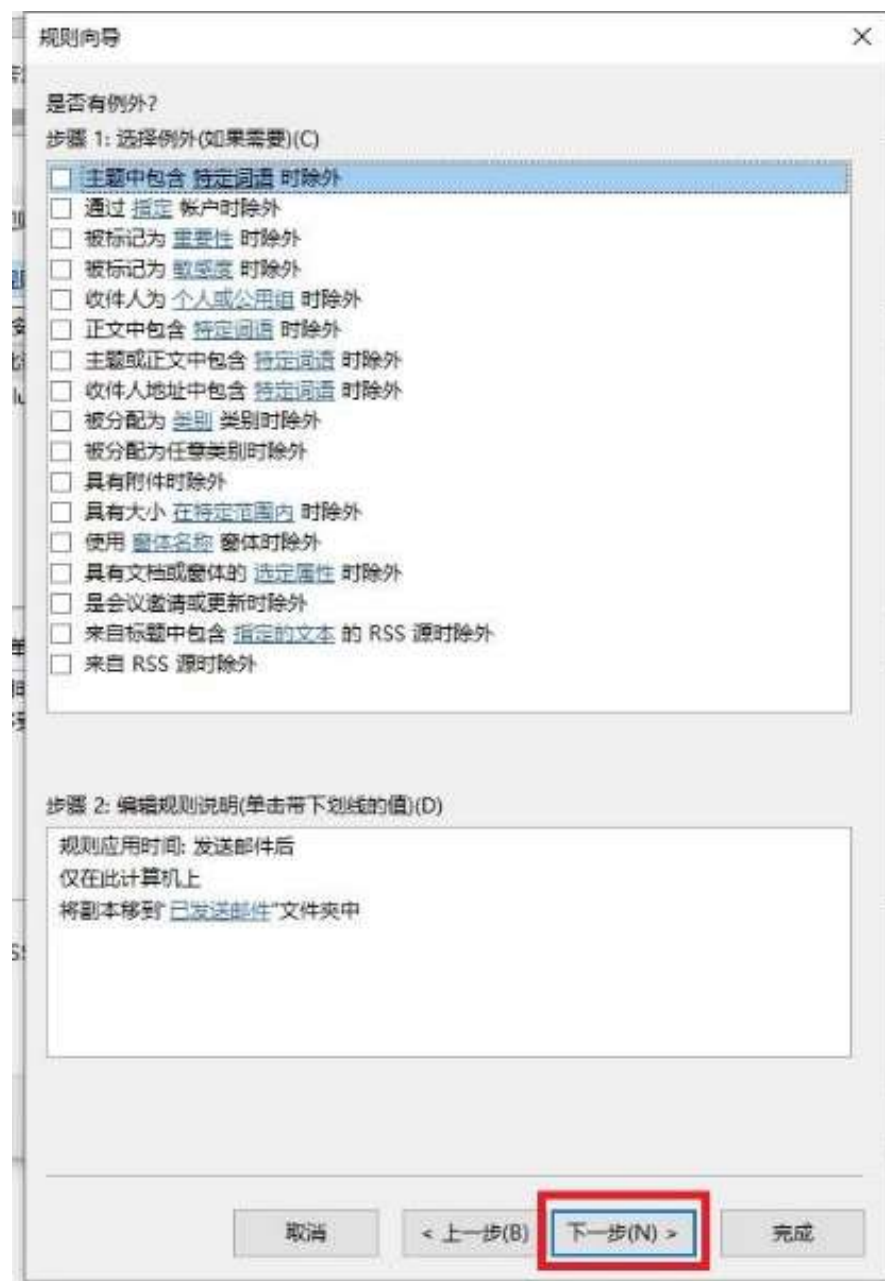 规则向导
是否有例外?
步骤 1: 选择例外(如果需要)(C)
主题中包含 特定词语 时除外
通过 指定 帐户时除外
被标记为 重要性 时除外
被标记为 敏感度 时除外
收件人为 个人或公用组 时除外
正文中包含 特定词语 时除外
主题或正文中包含 特定词语 时除外
收件人地址中包含 特定词语 时除外
被分配为 类别 类别时除外
被分配为任意类别时除外
具有附件时除外
具有大小 在特定范围内 时除外
使用 窗体名称 窗体时除外
具有文档或窗体的 选定属性 时除外
是会议邀请或更新时除外
来自标题中包含 指定的文本 的 RSS 源时除外
来自 RSS 源时除外
步骤 2: 编辑规则说明(单击带下划线的值)(D)
规则应用时间: 发送邮件后
仅在此计算机上
将副本移到"已发送邮件"文件夹中
取消
< 上一步(B)
下一步(N) >
完成